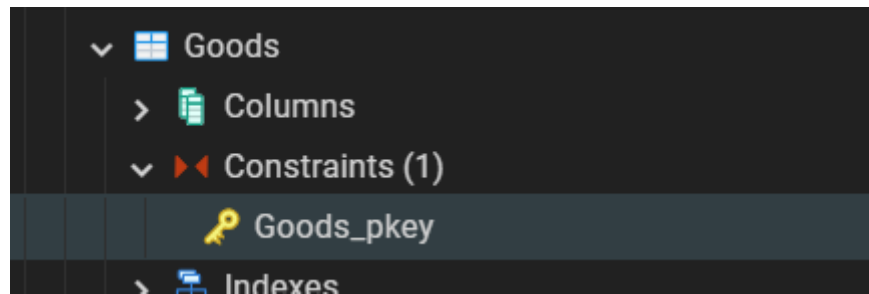 Goods
Columns
Constraints (1)
Goods_pkey
Indexes